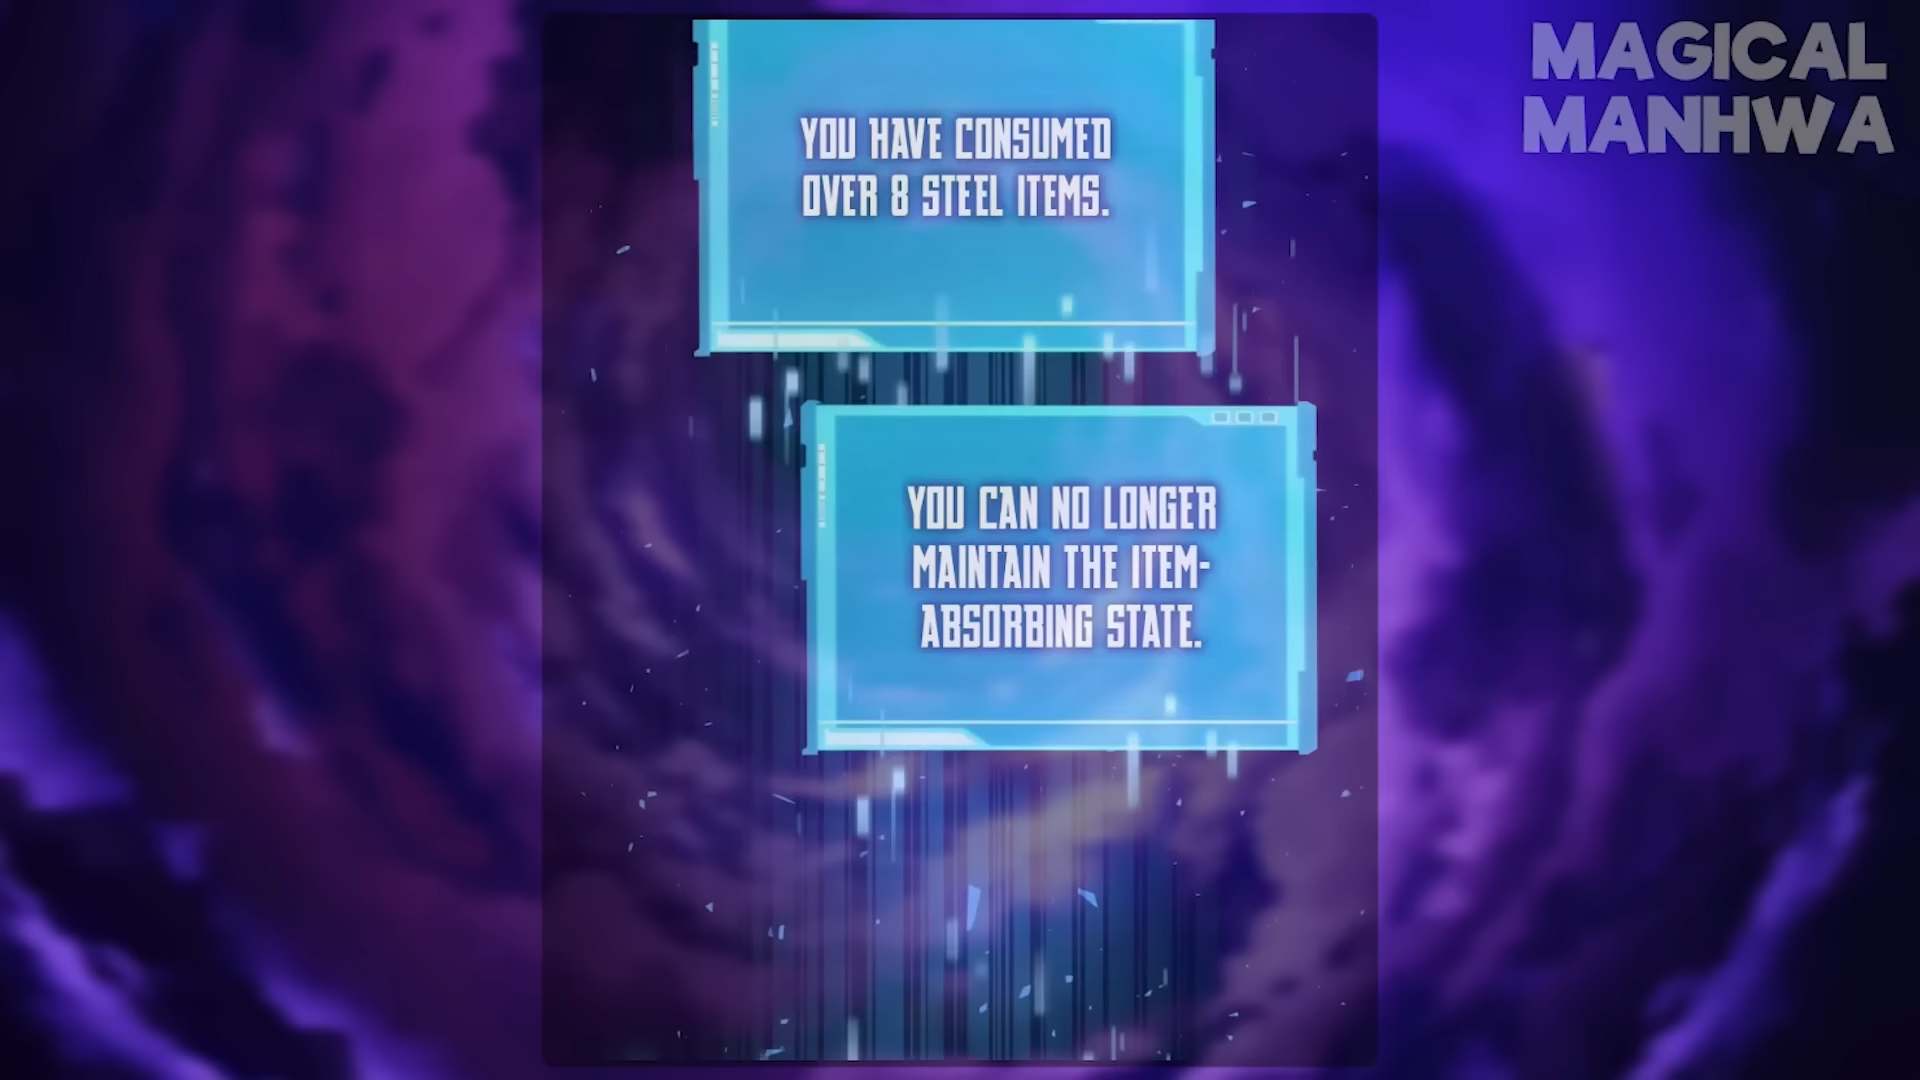 MAGICAL
MANHWA
YOU HAVE CONSUMED
OVER 8 STEEL ITEMS.
YOU CAN NO LONGER
MAINTAIN THE ITEM-
ABSORBING STATE.